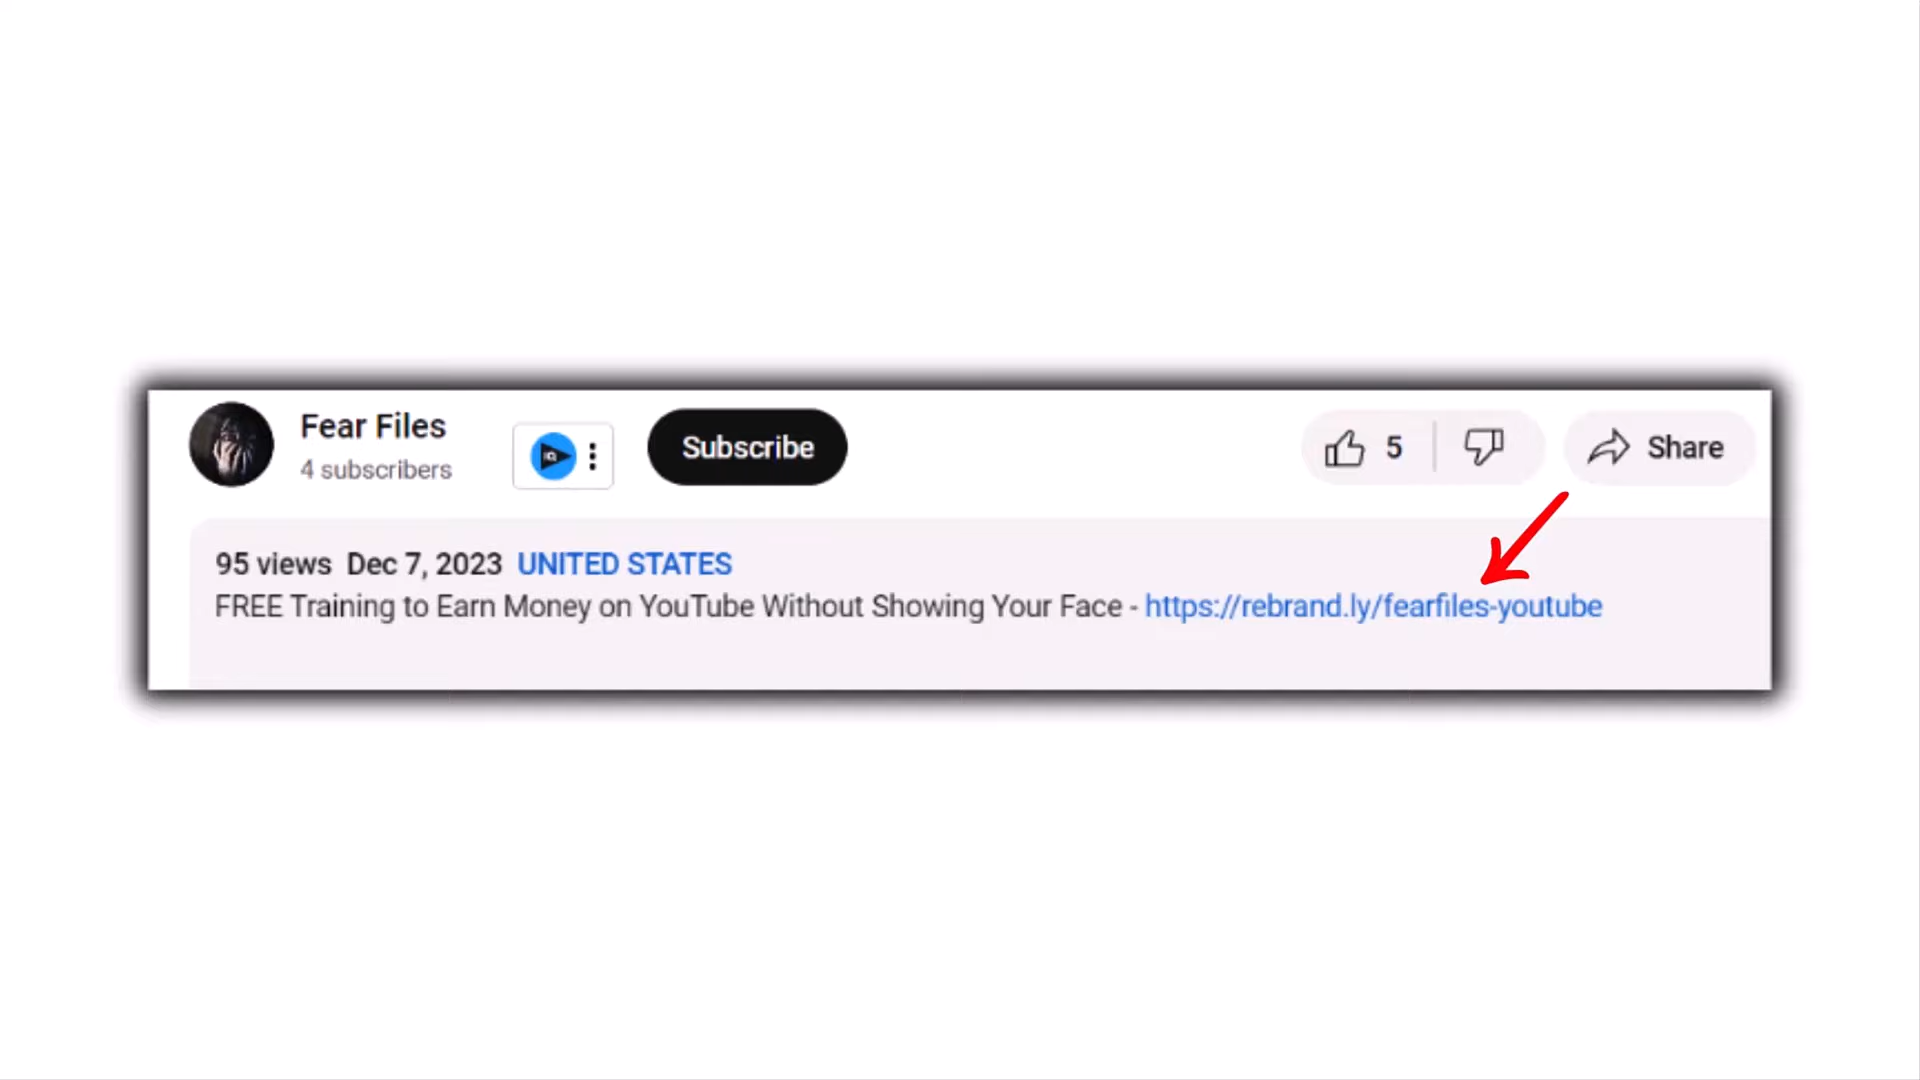 Fear Files
4 subscribers
IQ
Subscribe
5
Share
95 views Dec 7, 2023 UNITED STATES
FREE Training to Earn Money on YouTube Without Showing Your Face - https://rebrand.ly/fearfiles-youtube